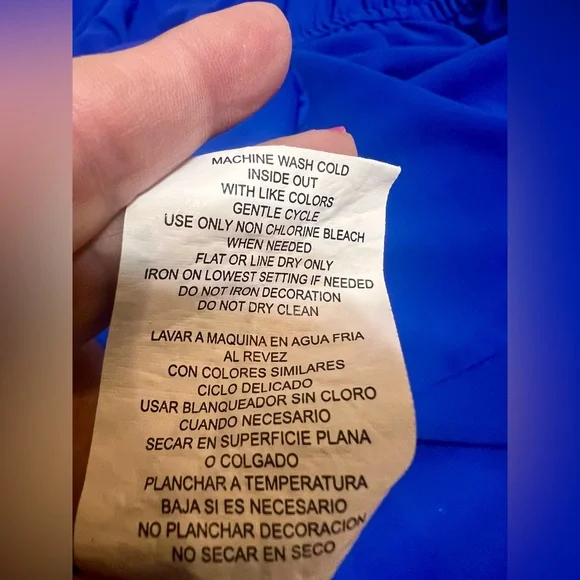 MACHINE WASH COLD
INSIDE OUT
WITH LIKE COLORS
GENTLE CYCLE
USE ONLY NON CHLORINE BLEACH
WHEN NEEDED
FLAT OR LINE DRY ONLY
IRON ON LOWEST SETTING IF NEEDED
DO NOT IRON DECORATION
DO NOT DRY CLEAN
LAVAR A MAQUINA EN AGUA FRIA
AL REVEZ
CON COLORES SIMILARES
CICLO DELICADO
USAR BLANQUEADOR SIN CLORO
CUANDO NECESARIO
SECAR EN SUPERFICIE PLANA
O COLGADO
PLANCHAR A TEMPERATURA
BAJA SI ES NECESARIO
NO PLANCHAR DECORACION
NO SECAR EN SECO